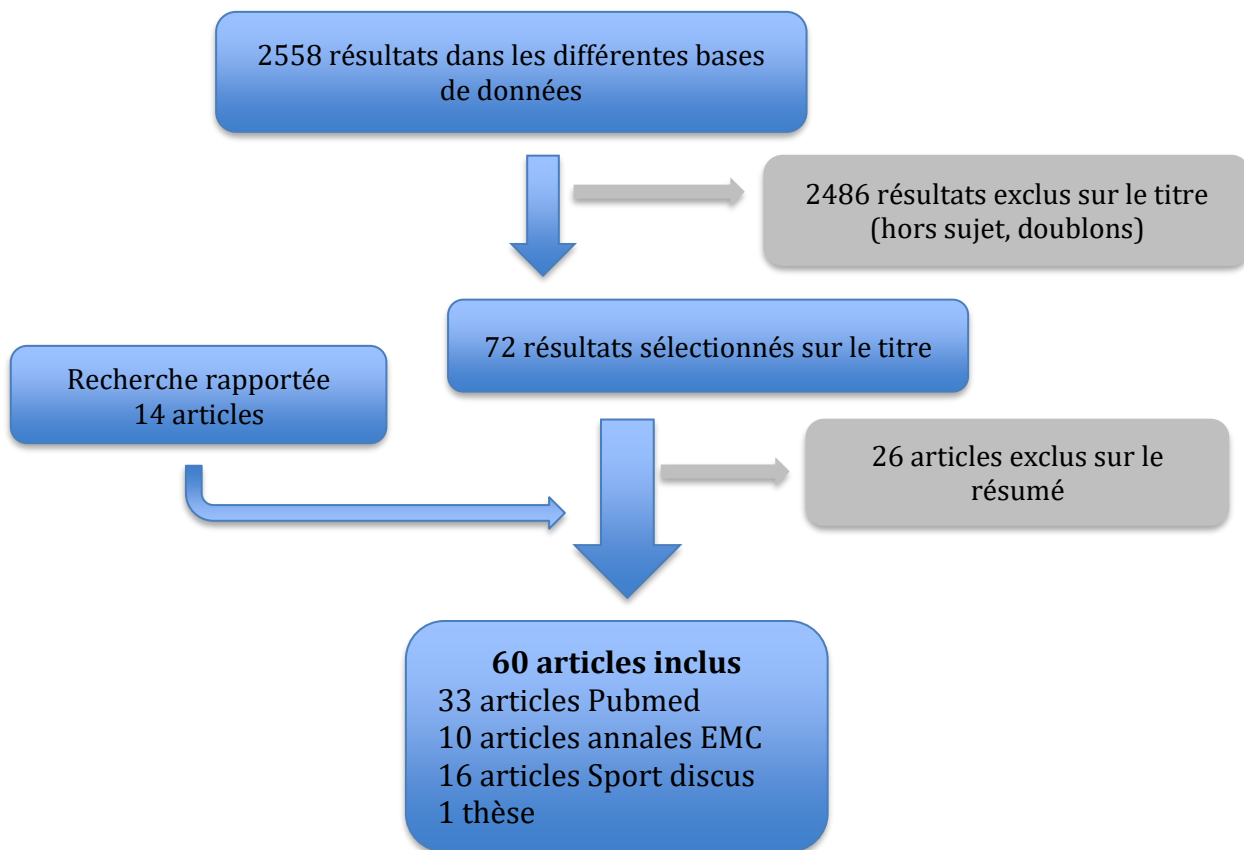 2558 résultats dans les différentes bases
de données
2486 résultats exclus sur le titre
(hors sujet, doublons)
72 résultats sélectionnés sur le titre
Recherche rapportée
14 articles
26 articles exclus sur le
résumé
60 articles inclus
33 articles Pubmed
10 articles annales EMC
16 articles Sport discus
1 thèse